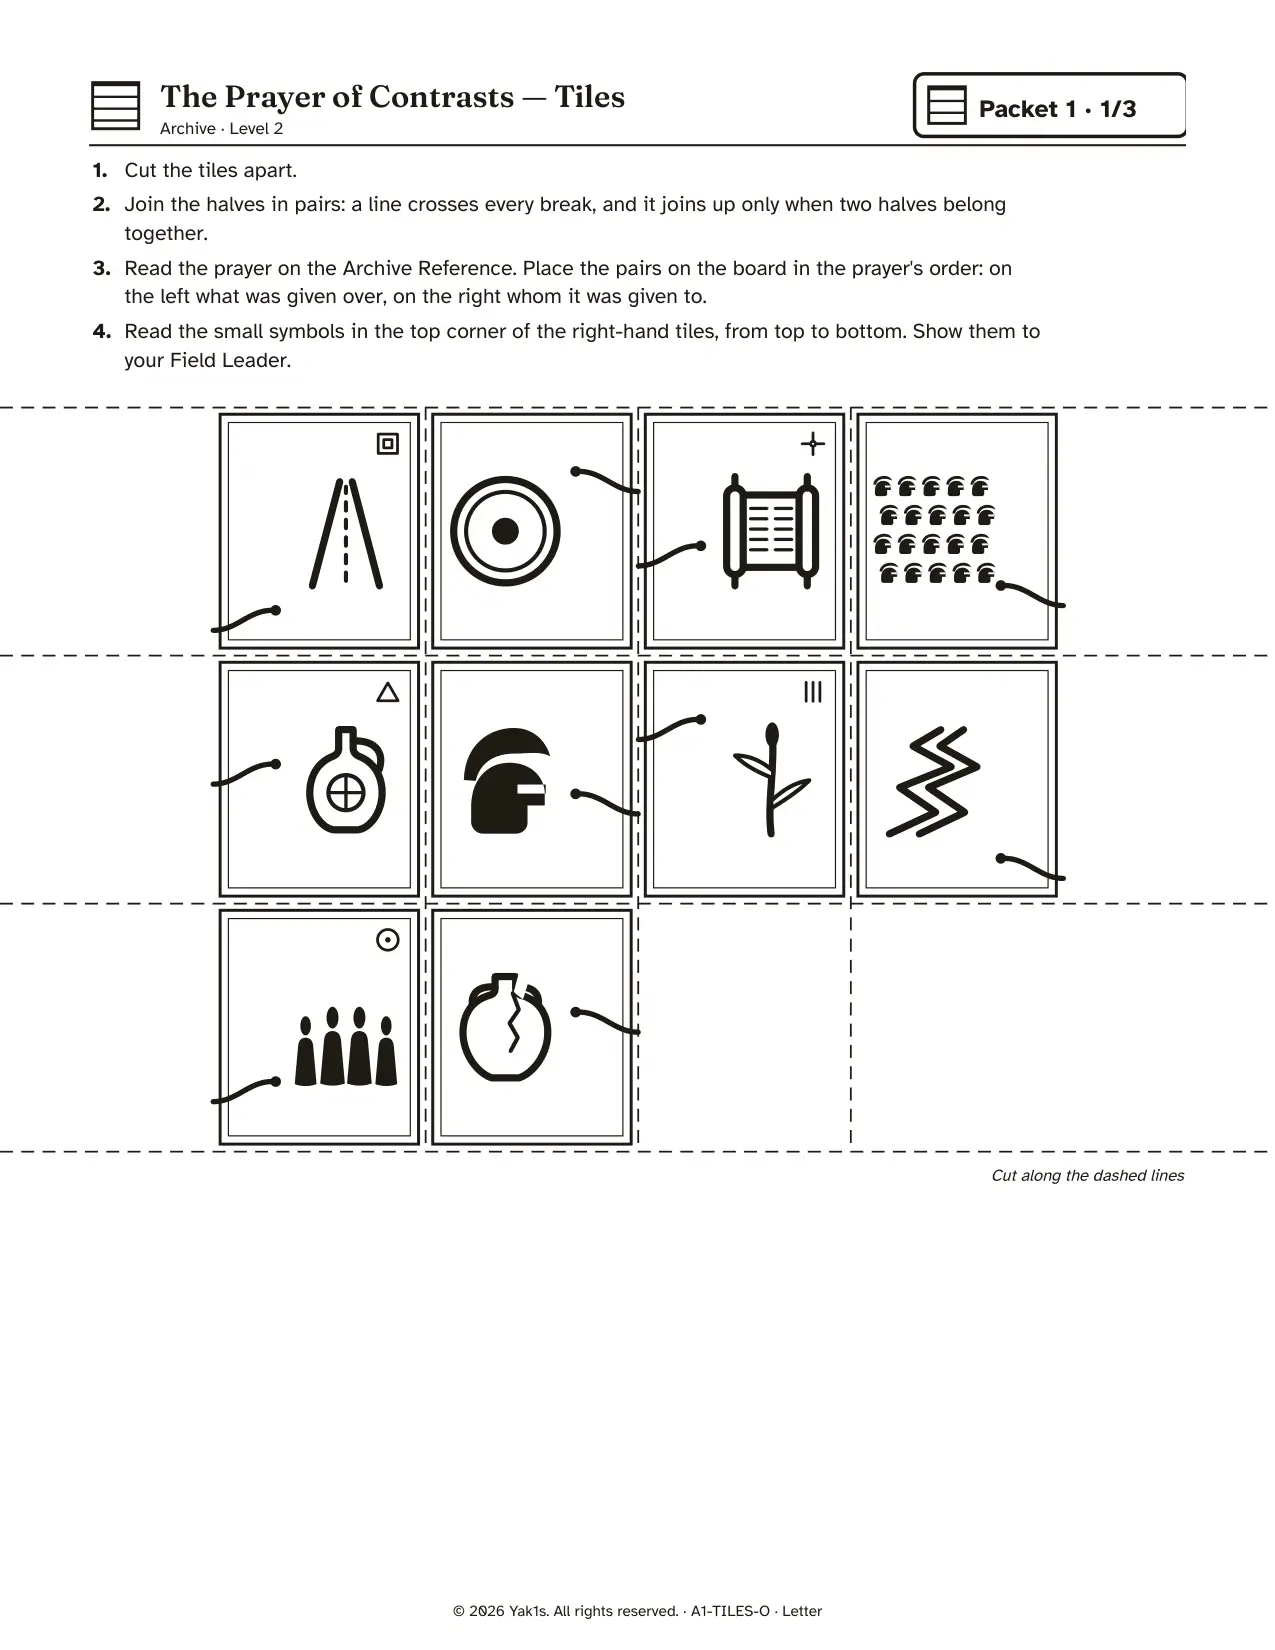 The Prayer of Contrasts — Tiles
Archive · Level 2
Packet 1 · 1/3
1. Cut the tiles apart.
2. Join the halves in pairs: a line crosses every break, and it joins up only when two halves belong
together.
3. Read the prayer on the Archive Reference. Place the pairs on the board in the prayer's order: on
the left what was given over, on the right whom it was given to.
4. Read the small symbols in the top corner of the right-hand tiles, from top to bottom. Show them to
your Field Leader.
Cut along the dashed lines
© 2026 Yak1s. All rights reserved. · A1-TILES-O · Letter